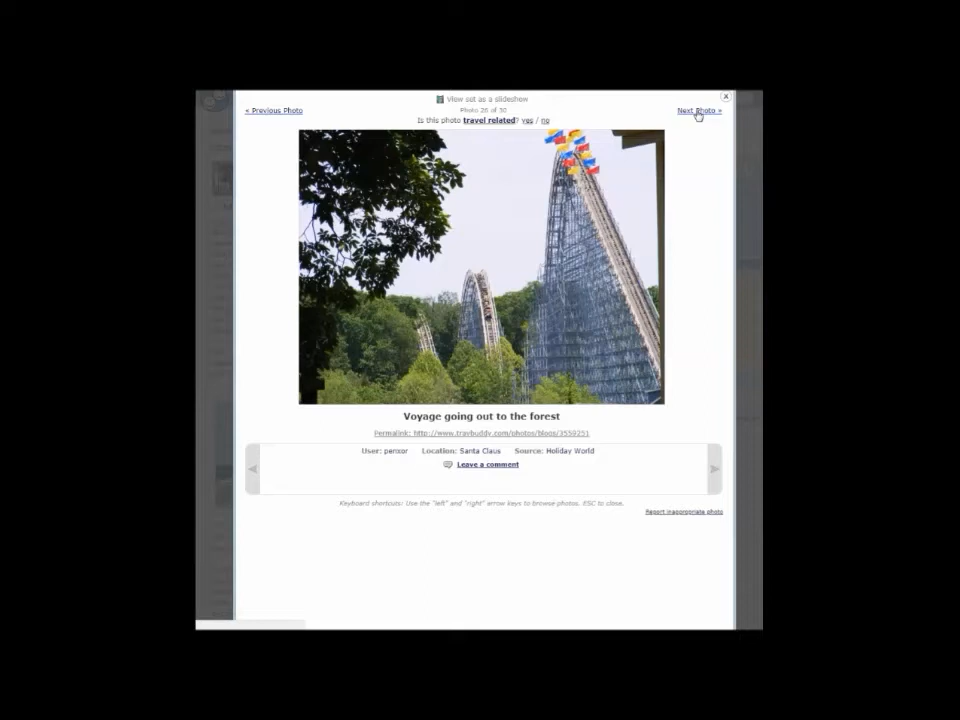 View set as a slideshow
« Previous Photo
Photo 26 of 30
Next Photo »
Is this photo travel related? yes / no
Voyage going out to the forest
Permalink: http://www.travbuddy.com/photos/blogs/3559251
User: penxor Location: Santa Claus Source: Holiday World
Leave a comment
Keyboard shortcuts: Use the "left" and "right" arrow keys to browse photos. ESC to close.
Report inappropriate photo